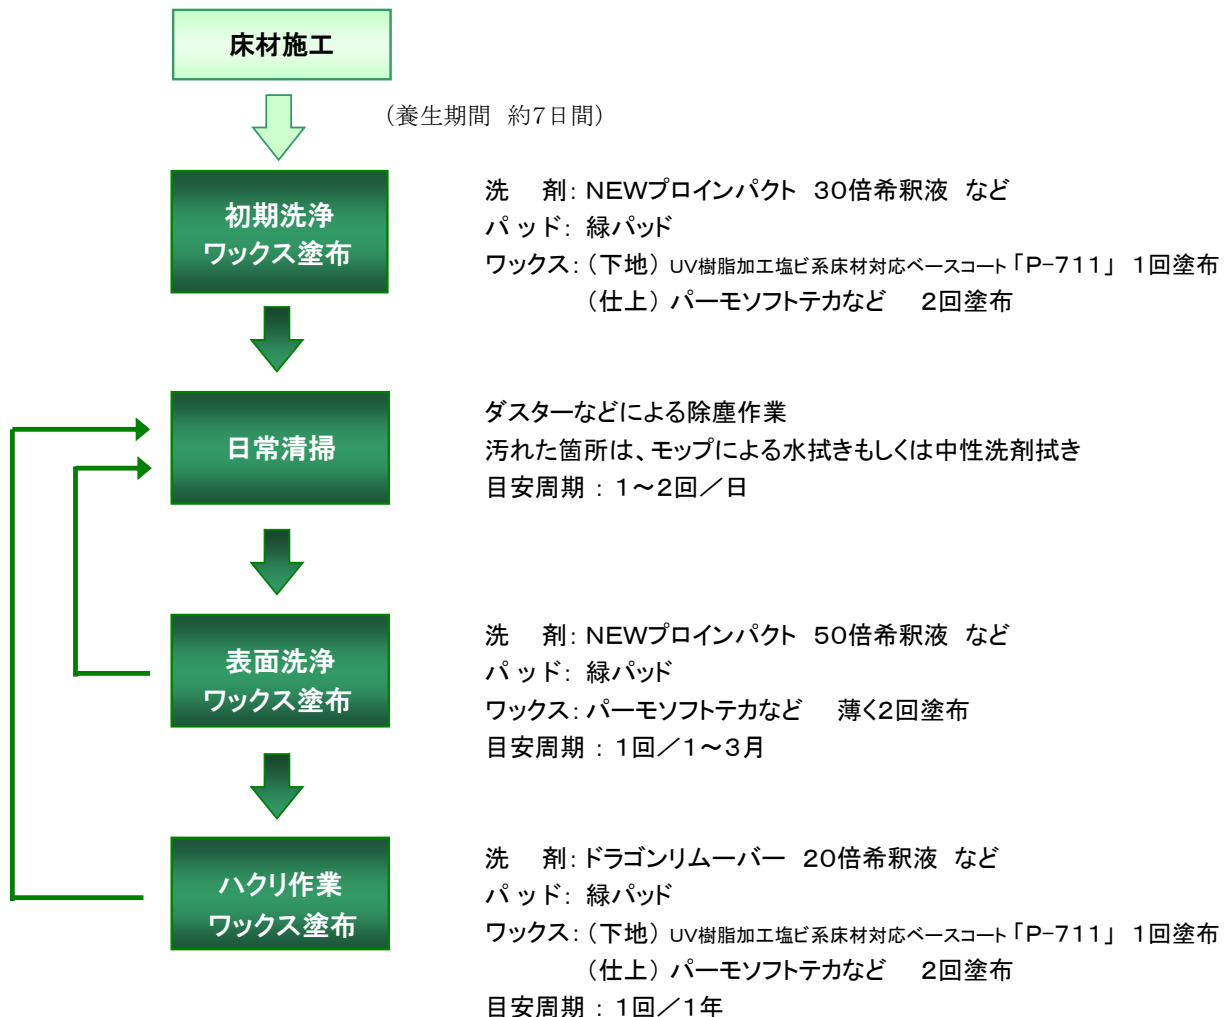 床材施工
（養生期間 約7日間）
初期洗浄
ワックス塗布
洗 剤：NEWプロインパクト 30倍希釈液 など
パッド：緑パッド
ワックス：（下地）UV樹脂加工塩ビ系床材対応ベースコート「P-711」 1回塗布
（仕上）パーモソフトテカなど 2回塗布
日常清掃
ダスターなどによる除塵作業
汚れた箇所は、モップによる水拭きもしくは中性洗剤拭き
目安周期：1～2回／日
表面洗浄
ワックス塗布
洗 剤：NEWプロインパクト 50倍希釈液 など
パッド：緑パッド
ワックス：パーモソフトテカなど 薄く2回塗布
目安周期：1回／1～3月
ハクリ作業
ワックス塗布
洗 剤：ドラゴンリムーバー 20倍希釈液 など
パッド：緑パッド
ワックス：（下地）UV樹脂加工塩ビ系床材対応ベースコート「P-711」 1回塗布
（仕上）パーモソフトテカなど 2回塗布
目安周期：1回／1年